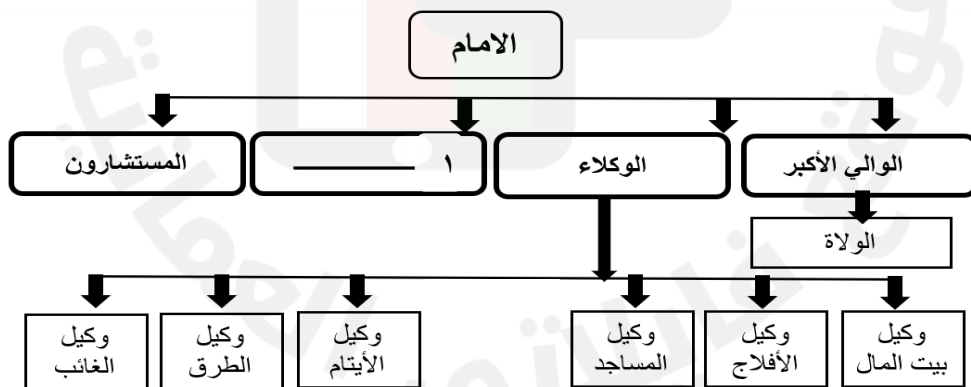 الامام
الوالي الأكبر
الوكلاء
١ ــــــــــــ
المستشارون
الولاة
وكيل
بيت المال
وكيل
الأفلاج
وكيل
المساجد
وكيل
الأيتام
وكيل
الطرق
وكيل
الغائب